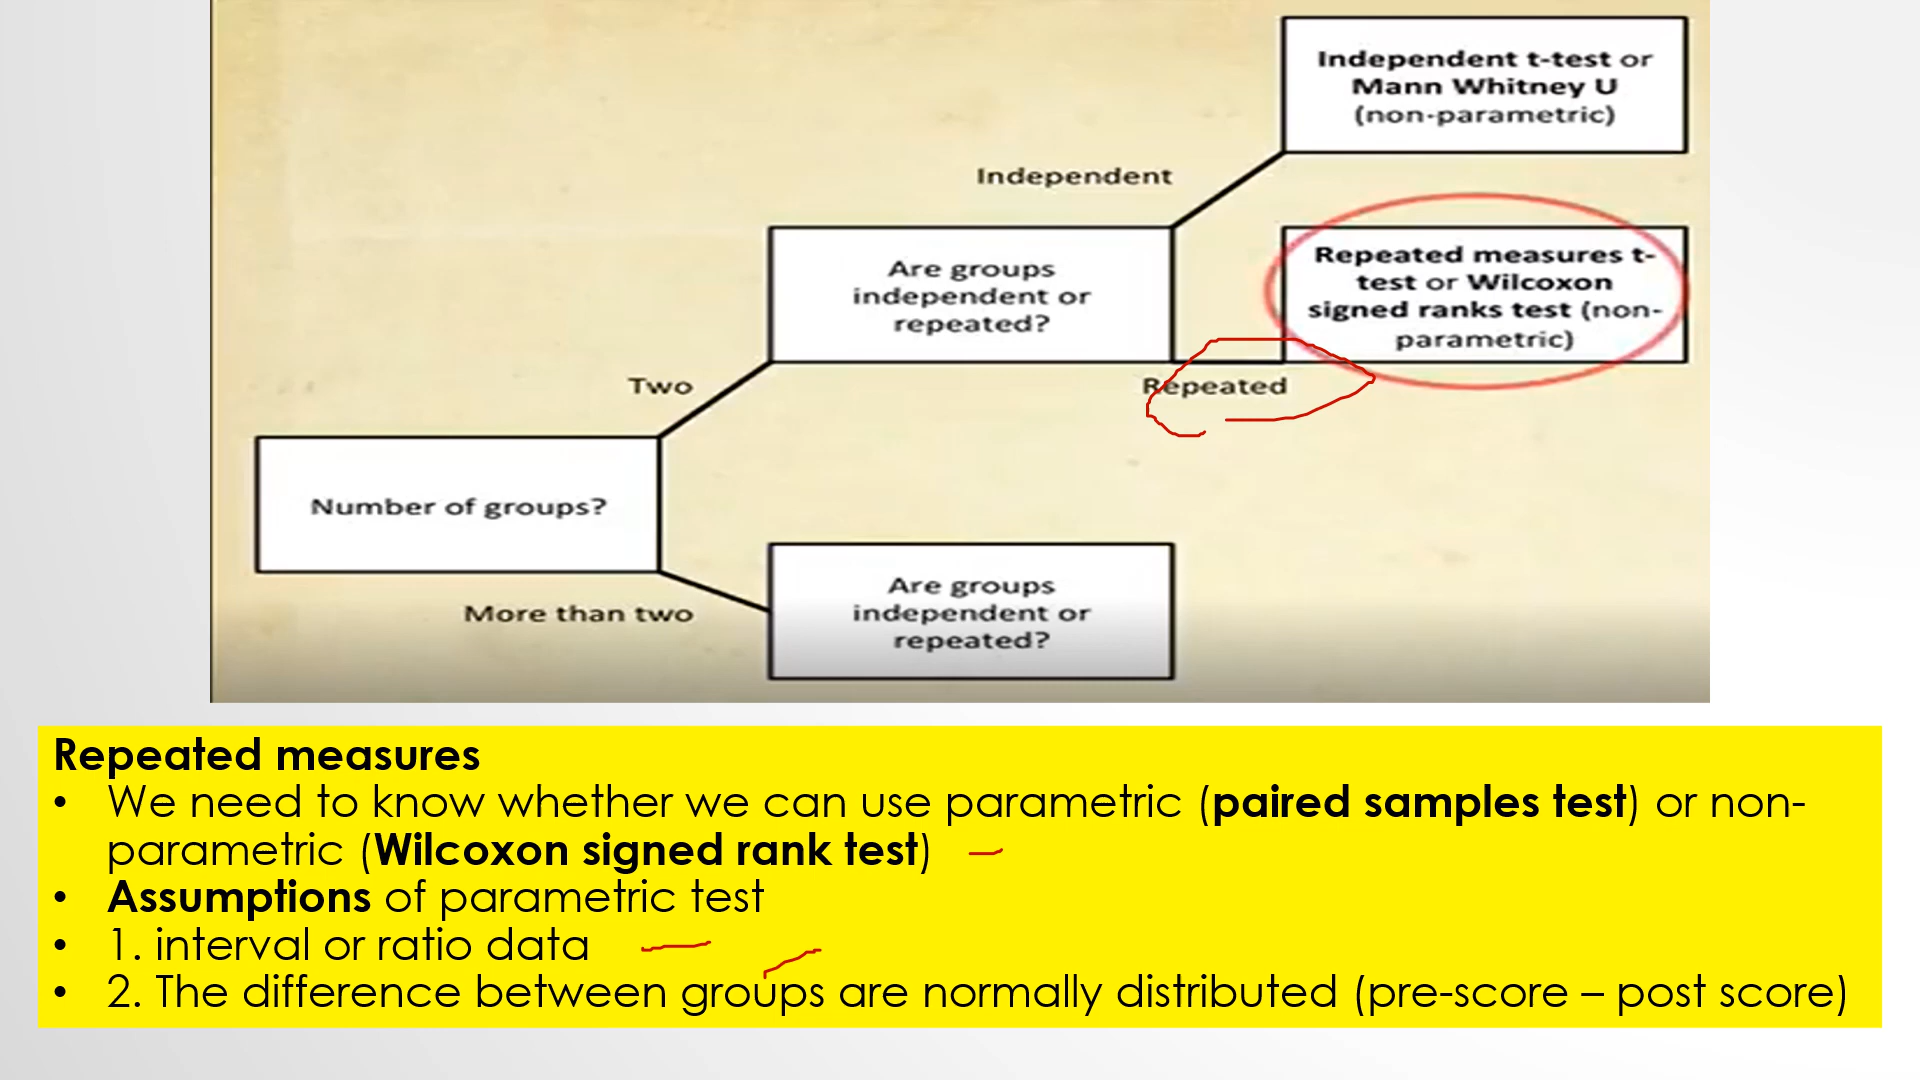 Independent t-test or
Mann Whitney U
(non-parametric)
Independent
Are groups
independent or
repeated?
Repeated measures t-
test or Wilcoxon
signed ranks test (non-
parametric)
Two
Repeated
Number of groups?
More than two
Are groups
independent or
repeated?
Repeated measures
• We need to know whether we can use parametric (paired samples test) or non-
parametric (Wilcoxon signed rank test)
• Assumptions of parametric test
• 1. interval or ratio data
• 2. The difference between groups are normally distributed (pre-score – post score)